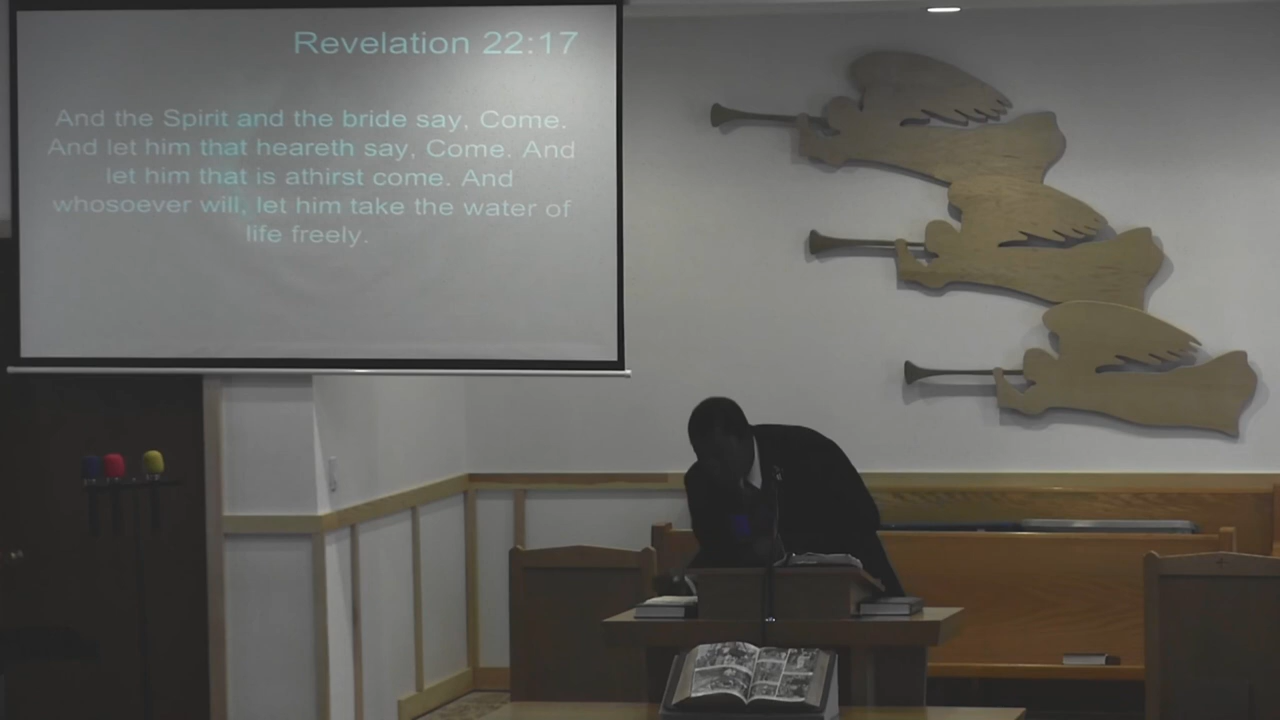 Revelation 22:17
And the Spirit and the bride say, Come.
And let him that heareth say, Come. And
let him that is athirst come. And
whosoever will, let him take the water of
life freely.